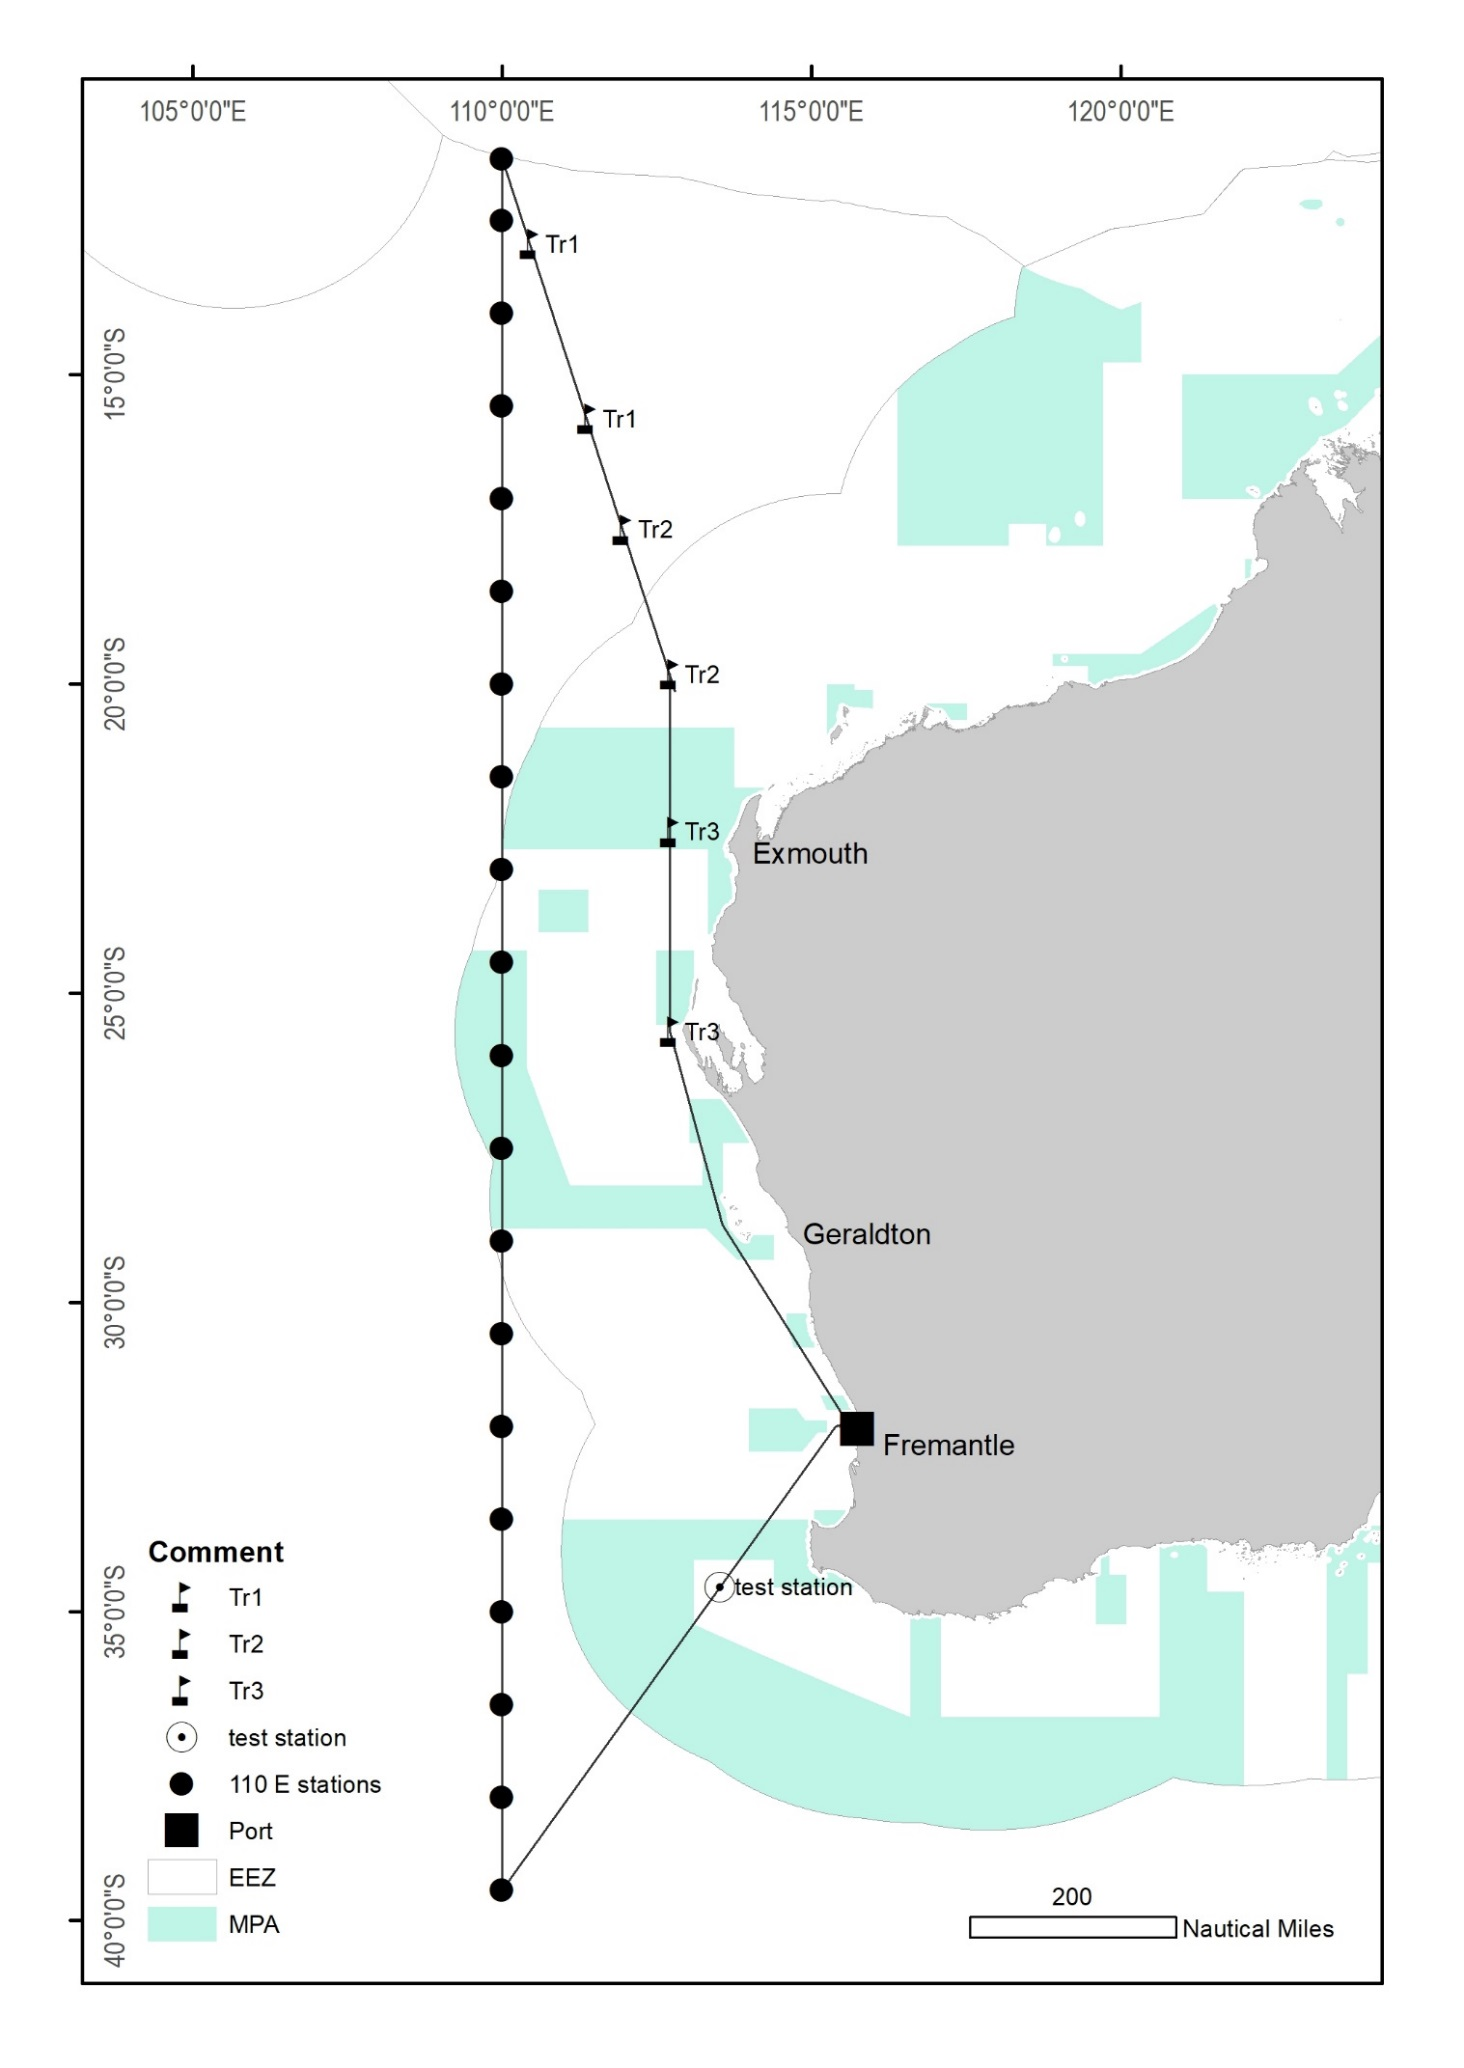 105°0'0"E
110°0'0"E
115°0'0"E
120°0'0"E
Tr1
15°0'0"S
Tr1
Tr2
20°0'0"S
Tr2
Tr3
Exmouth
25°0'0"S
Tr3
Geraldton
30°0'0"S
Fremantle
35°0'0"S
test station
Comment
Tr1
Tr2
Tr3
test station
110 E stations
Port
EEZ
MPA
40°0'0"S
200
Nautical Miles